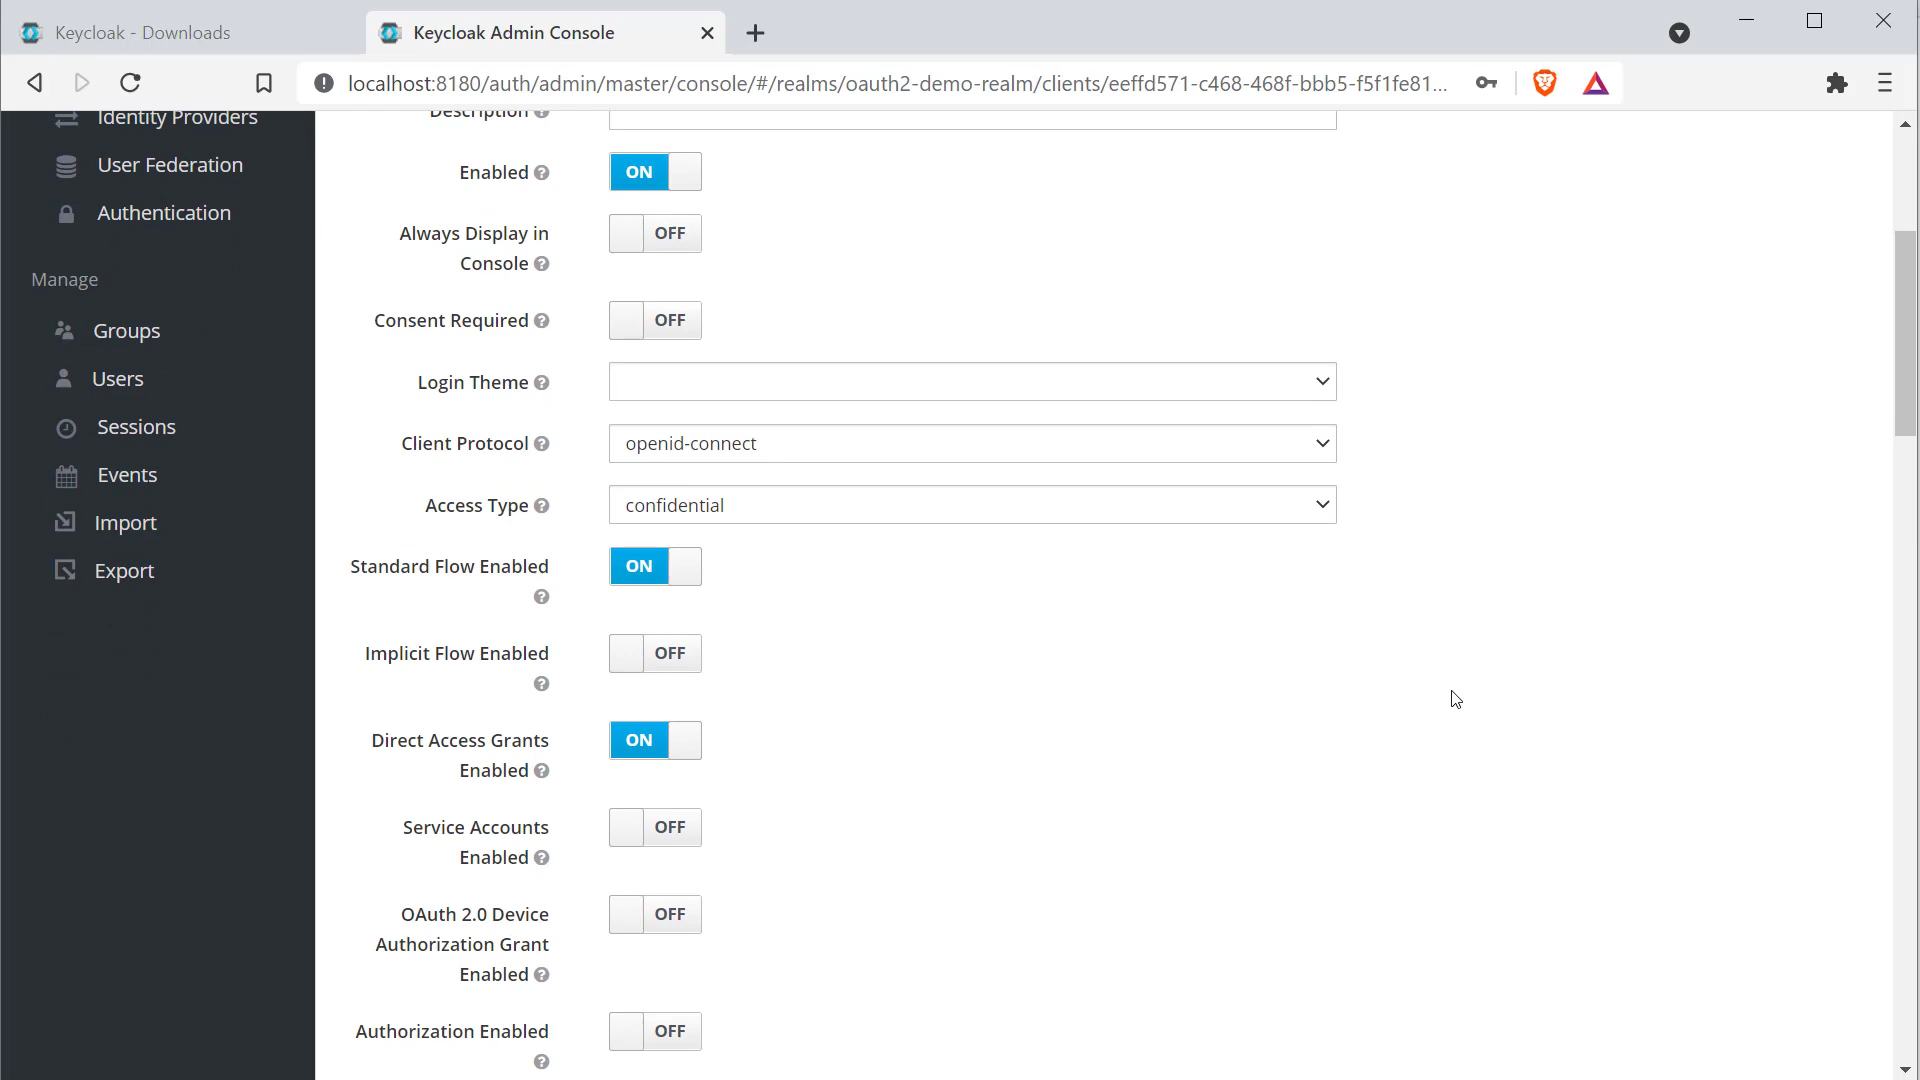 Keycloak - Downloads
Keycloak Admin Console
localhost:8180/auth/admin/master/console/#/realms/oauth2-demo-realm/clients/eeffd571-c468-468f-bbb5-f5f1fe81...
Identity Providers
User Federation
Authentication
Manage
Groups
Users
Sessions
Events
Import
Export
Description
Enabled
ON
Always Display in
Console
OFF
Consent Required
OFF
Login Theme
Client Protocol
openid-connect
Access Type
confidential
Standard Flow Enabled
ON
Implicit Flow Enabled
OFF
Direct Access Grants
Enabled
ON
Service Accounts
Enabled
OFF
OAuth 2.0 Device
Authorization Grant
Enabled
OFF
Authorization Enabled
OFF